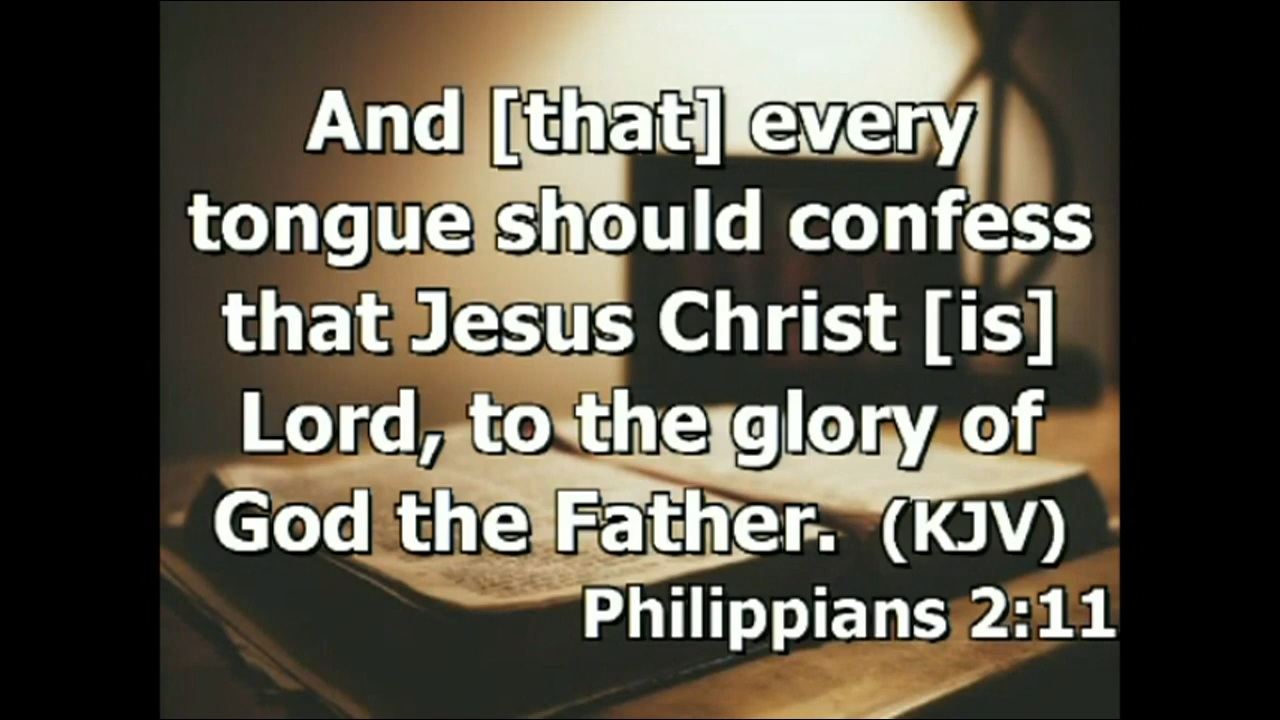 And [that] every
tongue should confess
that Jesus Christ [is]
Lord, to the glory of
God the Father. (KJV)
Philippians 2:11